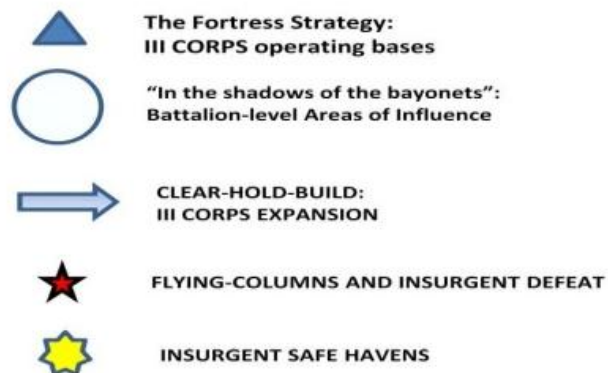 The Fortress Strategy:
III CORPS operating bases
“In the shadows of the bayonets”:
Battalion-level Areas of Influence
CLEAR-HOLD-BUILD:
III CORPS EXPANSION
FLYING-COLUMNS AND INSURGENT DEFEAT
INSURGENT SAFE HAVENS